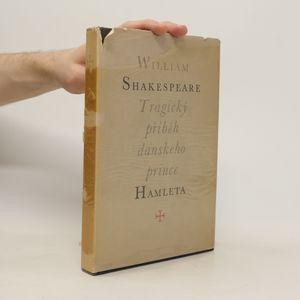 WILLIAM
SHAKESPEARE
Tragický
příběh
dánského
prince
HAMLETA